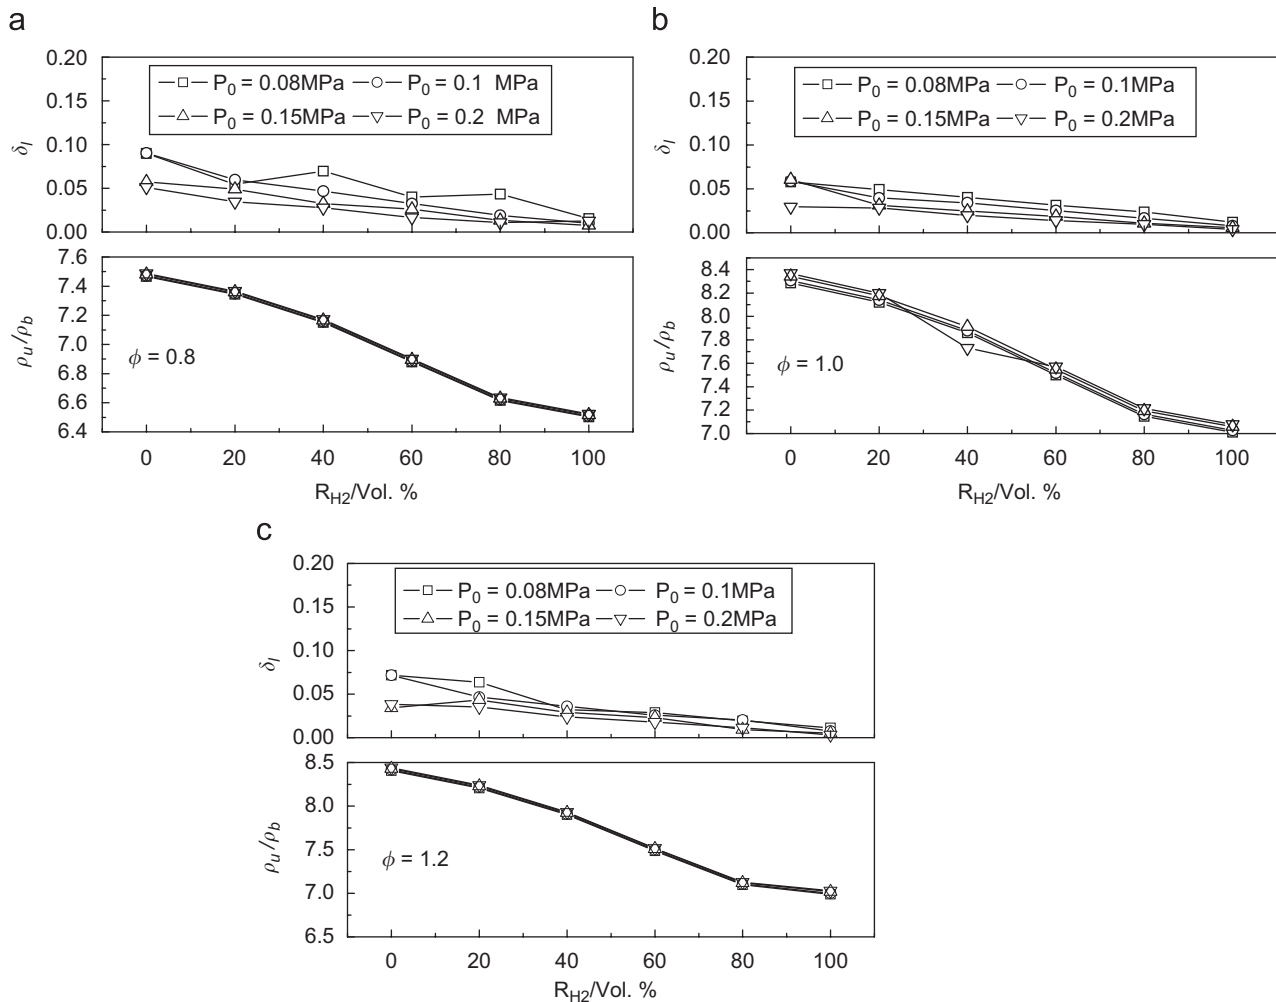 a
0.20
0.15
0.10
0.05
0.00
δl
P0 = 0.08MPa P0 = 0.1 MPa
P0 = 0.15MPa P0 = 0.2 MPa
7.6
7.4
7.2
7.0
6.8
6.6
6.4
ρu/ρb
ϕ = 0.8
0 20 40 60 80 100
RH2/Vol. %
b
0.20
0.15
0.10
0.05
0.00
δl
P0 = 0.08MPa P0 = 0.1MPa
P0 = 0.15MPa P0 = 0.2MPa
8.4
8.2
8.0
7.8
7.6
7.4
7.2
7.0
ρu/ρb
ϕ = 1.0
0 20 40 60 80 100
RH2/Vol. %
c
0.20
0.15
0.10
0.05
0.00
δl
P0 = 0.08MPa P0 = 0.1MPa
P0 = 0.15MPa P0 = 0.2MPa
8.5
8.0
7.5
7.0
6.5
ρu/ρb
ϕ = 1.2
0 20 40 60 80 100
RH2/Vol. %